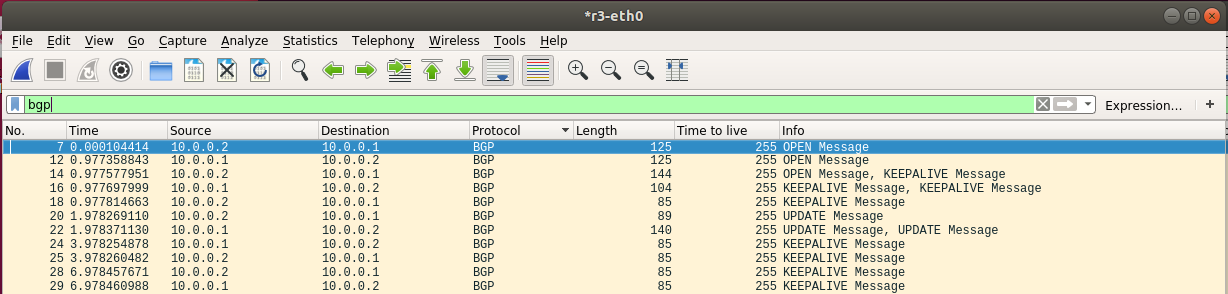 *r3-eth0
File Edit View Go Capture Analyze Statistics Telephony Wireless Tools Help
bgp Expression... +
No. Time Source Destination Protocol Length Time to live Info
7 0.000104414 10.0.0.2 10.0.0.1 BGP 125 255 OPEN Message
12 0.977358843 10.0.0.1 10.0.0.2 BGP 125 255 OPEN Message
14 0.977577951 10.0.0.2 10.0.0.1 BGP 144 255 OPEN Message, KEEPALIVE Message
16 0.977697999 10.0.0.1 10.0.0.2 BGP 104 255 KEEPALIVE Message, KEEPALIVE Message
18 0.977814663 10.0.0.2 10.0.0.1 BGP 85 255 KEEPALIVE Message
20 1.978269110 10.0.0.2 10.0.0.1 BGP 89 255 UPDATE Message
22 1.978371130 10.0.0.1 10.0.0.2 BGP 140 255 UPDATE Message, UPDATE Message
24 3.978254878 10.0.0.1 10.0.0.2 BGP 85 255 KEEPALIVE Message
25 3.978260482 10.0.0.2 10.0.0.1 BGP 85 255 KEEPALIVE Message
28 6.978457671 10.0.0.2 10.0.0.1 BGP 85 255 KEEPALIVE Message
29 6.978460988 10.0.0.1 10.0.0.2 BGP 85 255 KEEPALIVE Message